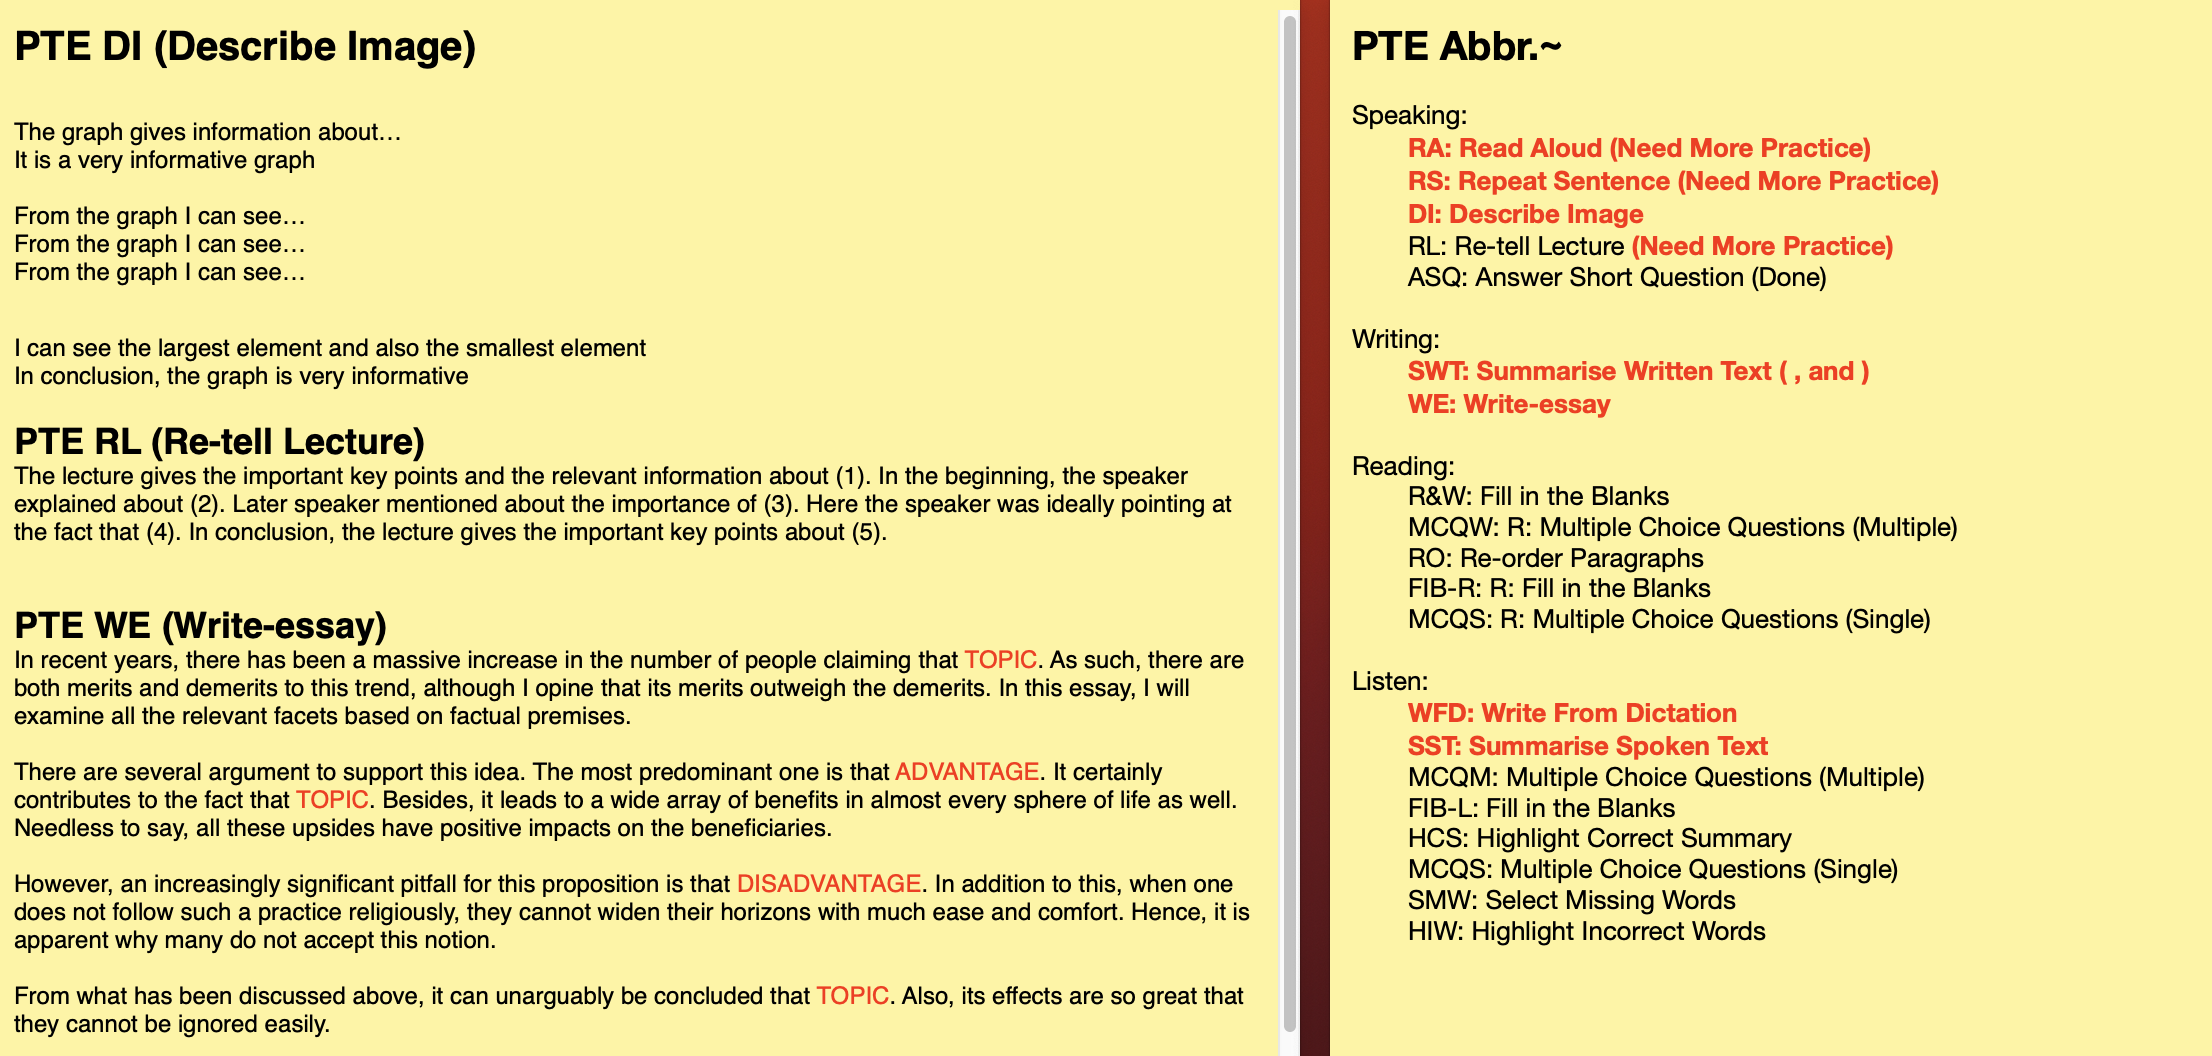 PTE DI (Describe Image)
The graph gives information about…
It is a very informative graph
From the graph I can see…
From the graph I can see…
From the graph I can see…
I can see the largest element and also the smallest element
In conclusion, the graph is very informative
PTE RL (Re-tell Lecture)
The lecture gives the important key points and the relevant information about (1). In the beginning, the speaker
explained about (2). Later speaker mentioned about the importance of (3). Here the speaker was ideally pointing at
the fact that (4). In conclusion, the lecture gives the important key points about (5).
PTE WE (Write-essay)
In recent years, there has been a massive increase in the number of people claiming that TOPIC. As such, there are
both merits and demerits to this trend, although I opine that its merits outweigh the demerits. In this essay, I will
examine all the relevant facets based on factual premises.
There are several argument to support this idea. The most predominant one is that ADVANTAGE. It certainly
contributes to the fact that TOPIC. Besides, it leads to a wide array of benefits in almost every sphere of life as well.
Needless to say, all these upsides have positive impacts on the beneficiaries.
However, an increasingly significant pitfall for this proposition is that DISADVANTAGE. In addition to this, when one
does not follow such a practice religiously, they cannot widen their horizons with much ease and comfort. Hence, it is
apparent why many do not accept this notion.
From what has been discussed above, it can unarguably be concluded that TOPIC. Also, its effects are so great that
they cannot be ignored easily.
PTE Abbr.~
Speaking:
RA: Read Aloud (Need More Practice)
RS: Repeat Sentence (Need More Practice)
DI: Describe Image
RL: Re-tell Lecture (Need More Practice)
ASQ: Answer Short Question (Done)
Writing:
SWT: Summarise Written Text ( , and )
WE: Write-essay
Reading:
R&W: Fill in the Blanks
MCQW: R: Multiple Choice Questions (Multiple)
RO: Re-order Paragraphs
FIB-R: R: Fill in the Blanks
MCQS: R: Multiple Choice Questions (Single)
Listen:
WFD: Write From Dictation
SST: Summarise Spoken Text
MCQM: Multiple Choice Questions (Multiple)
FIB-L: Fill in the Blanks
HCS: Highlight Correct Summary
MCQS: Multiple Choice Questions (Single)
SMW: Select Missing Words
HIW: Highlight Incorrect Words